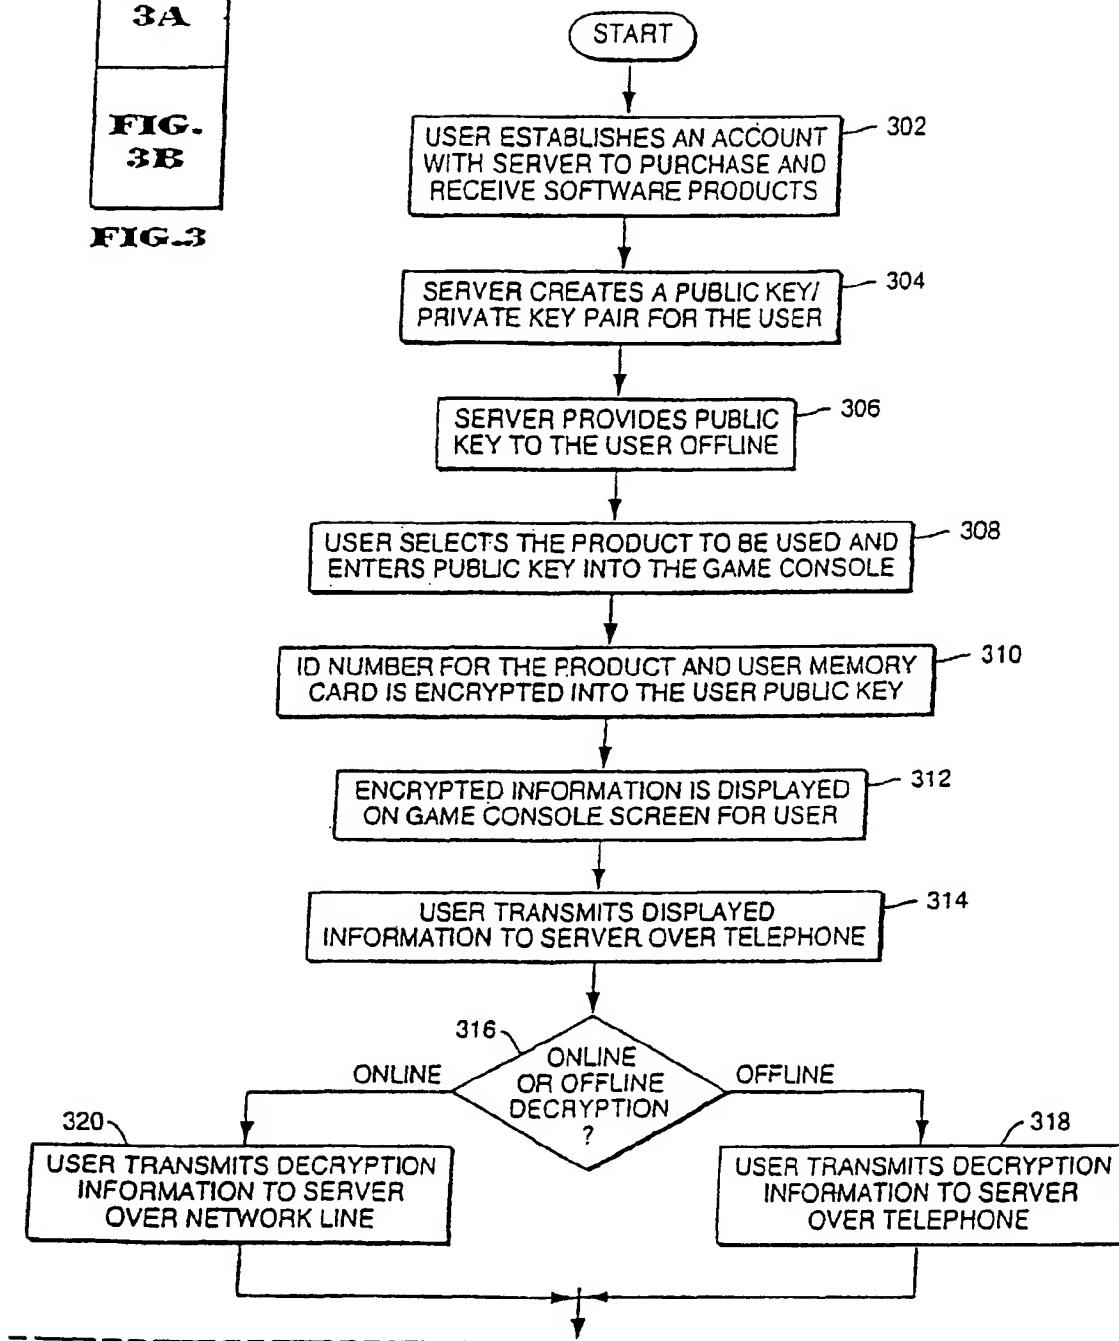 3A
FIG.
3B
FIG.3
START
302
USER ESTABLISHES AN ACCOUNT
WITH SERVER TO PURCHASE AND
RECEIVE SOFTWARE PRODUCTS
304
SERVER CREATES A PUBLIC KEY/
PRIVATE KEY PAIR FOR THE USER
306
SERVER PROVIDES PUBLIC
KEY TO THE USER OFFLINE
308
USER SELECTS THE PRODUCT TO BE USED AND
ENTERS PUBLIC KEY INTO THE GAME CONSOLE
310
ID NUMBER FOR THE PRODUCT AND USER MEMORY
CARD IS ENCRYPTED INTO THE USER PUBLIC KEY
312
ENCRYPTED INFORMATION IS DISPLAYED
ON GAME CONSOLE SCREEN FOR USER
314
USER TRANSMITS DISPLAYED
INFORMATION TO SERVER OVER TELEPHONE
316
ONLINE
OR OFFLINE
DECRYPTION
?
ONLINE
OFFLINE
320
USER TRANSMITS DECRYPTION
INFORMATION TO SERVER
OVER NETWORK LINE
318
USER TRANSMITS DECRYPTION
INFORMATION TO SERVER
OVER TELEPHONE